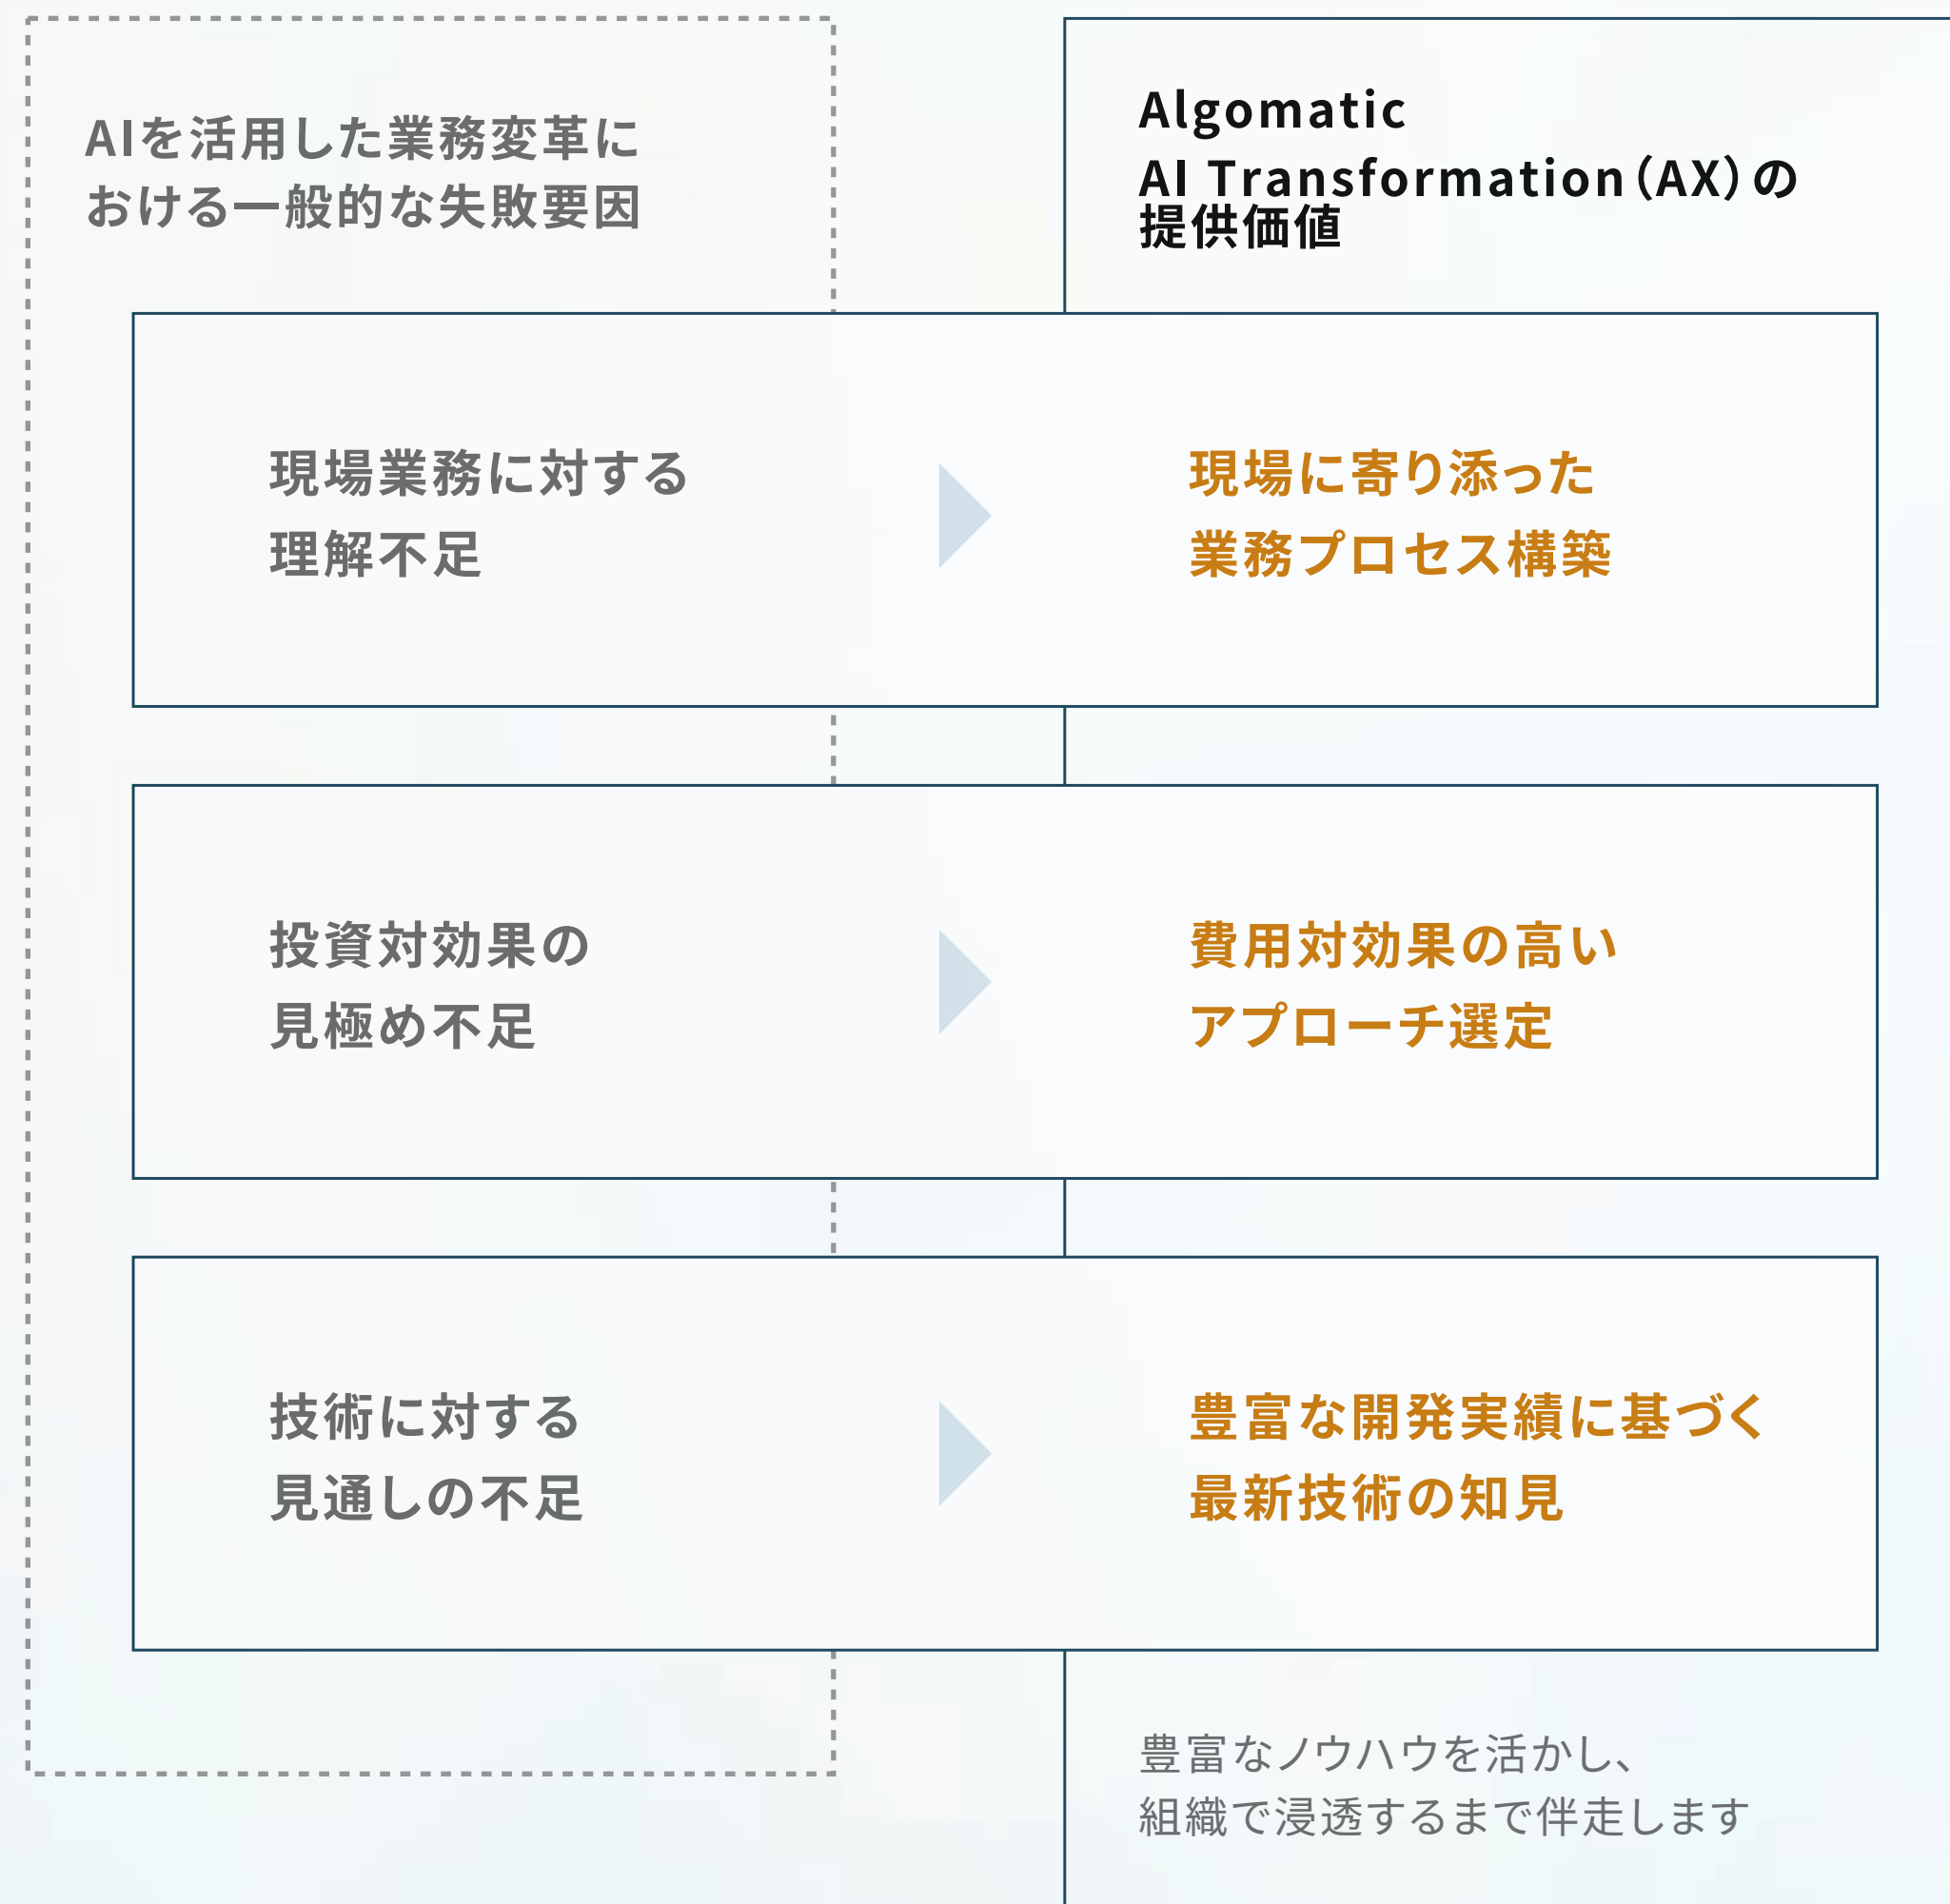 AIを活用した業務変革に
おける一般的な失敗要因
Algomatic
AI Transformation（AX）の
提供価値
現場業務に対する
理解不足
現場に寄り添った
業務プロセス構築
投資対効果の
見極め不足
費用対効果の高い
アプローチ選定
技術に対する
見通しの不足
豊富な開発実績に基づく
最新技術の知見
豊富なノウハウを活かし、
組織で浸透するまで伴走します